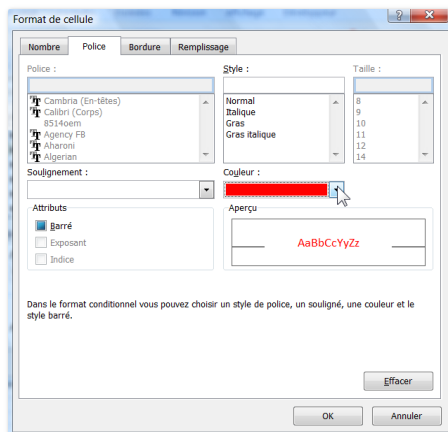 Format de cellule
Nombre Police Bordure Remplissage
Police : Style : Taille :
Cambria (En-têtes) Normal 8
Calibri (Corps) Italique 9
8514oem Gras 10
Agency FB Gras italique 11
Aharoni 12
Algerian 14
Soulignement : Couleur :
Attributs Aperçu
Barré
Exposant AaBbCcYyZz
Indice
Dans le format conditionnel vous pouvez choisir un style de police, un souligné, une couleur et le
style barré.
Effacer
OK Annuler